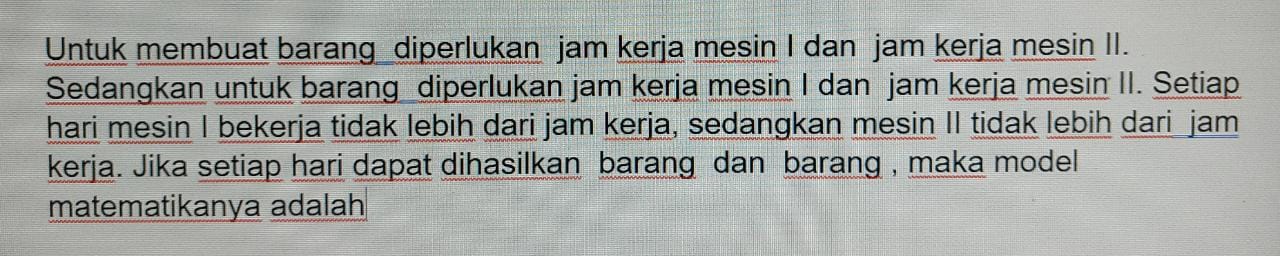 Untuk membuat barang diperlukan jam kerja mesin I dan jam kerja mesin II.
Sedangkan untuk barang diperlukan jam kerja mesin I dan jam kerja mesin II. Setiap
hari mesin I bekerja tidak lebih dari jam kerja, sedangkan mesin II tidak lebih dari jam
kerja. Jika setiap hari dapat dihasilkan barang dan barang , maka model
matematikanya adalah